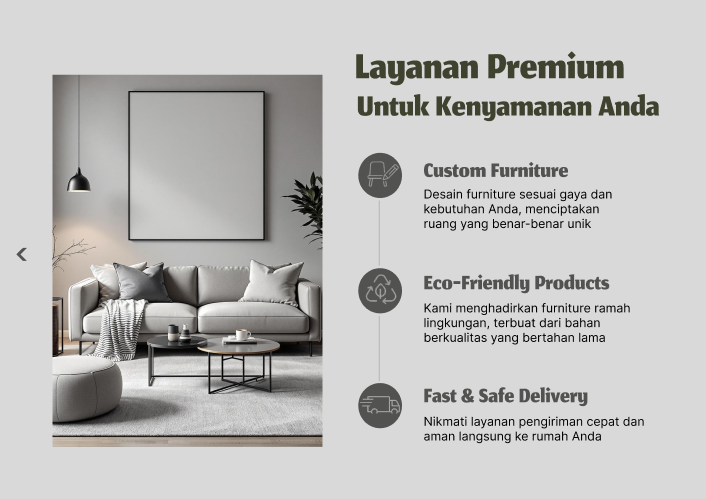 Layanan Premium
Untuk Kenyamanan Anda
Custom Furniture
Desain furniture sesuai gaya dan
kebutuhan Anda, menciptakan
ruang yang benar-benar unik
Eco-Friendly Products
Kami menghadirkan furniture ramah
lingkungan, terbuat dari bahan
berkualitas yang bertahan lama
Fast & Safe Delivery
Nikmati layanan pengiriman cepat dan
aman langsung ke rumah Anda